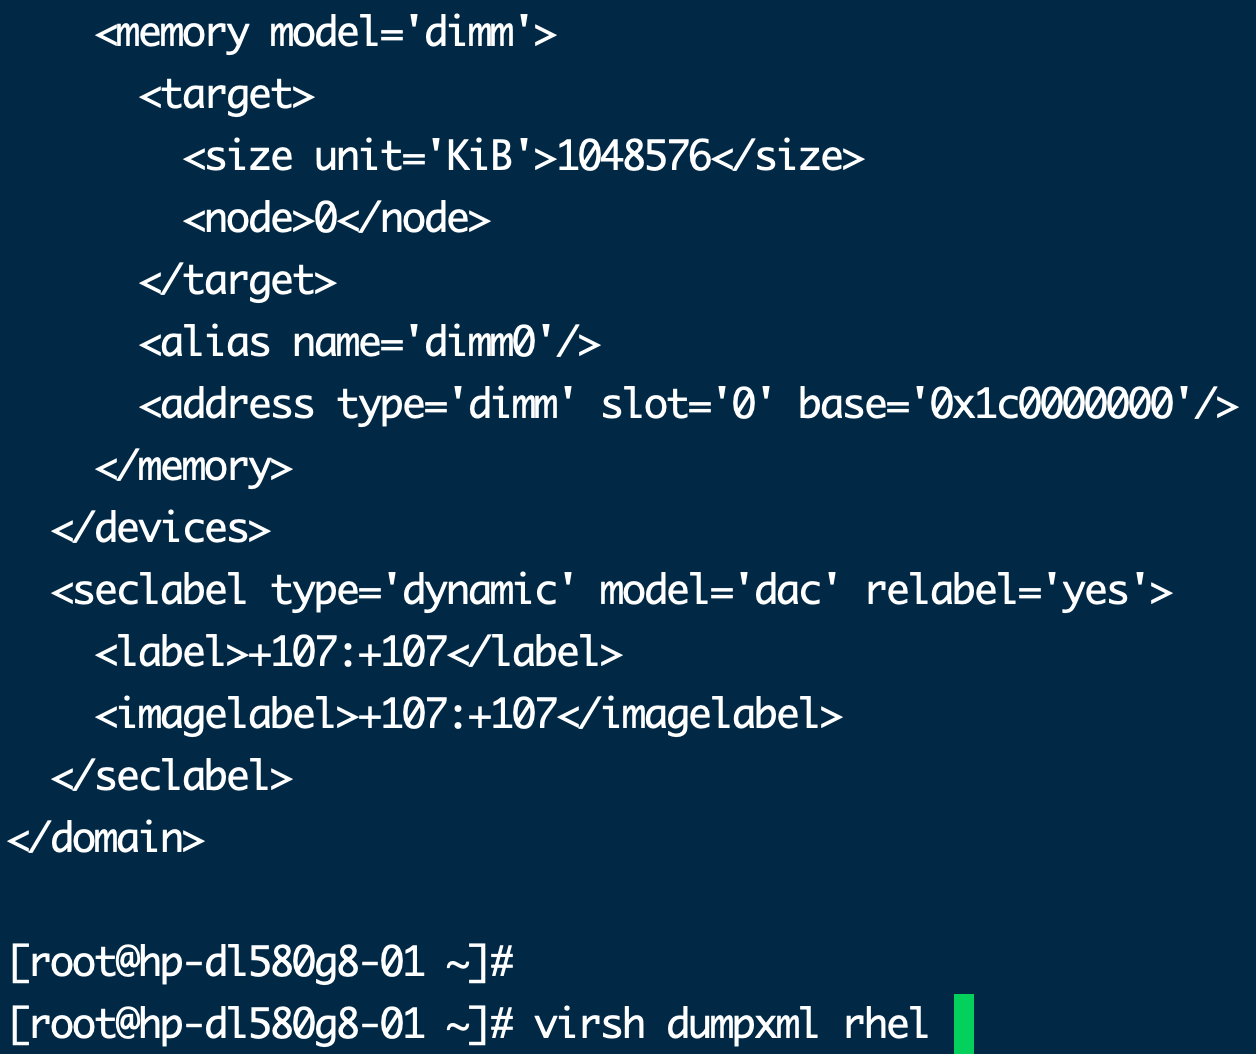 <memory model='dimm'>
<target>
<size unit='KiB'>1048576</size>
<node>0</node>
</target>
<alias name='dimm0'/>
<address type='dimm' slot='0' base='0x1c0000000'/>
</memory>
</devices>
<seclabel type='dynamic' model='dac' relabel='yes'>
<label>+107:+107</label>
<imagelabel>+107:+107</imagelabel>
</seclabel>
</domain>
[root@hp-dl580g8-01 ~]#
[root@hp-dl580g8-01 ~]# virsh dumpxml rhel